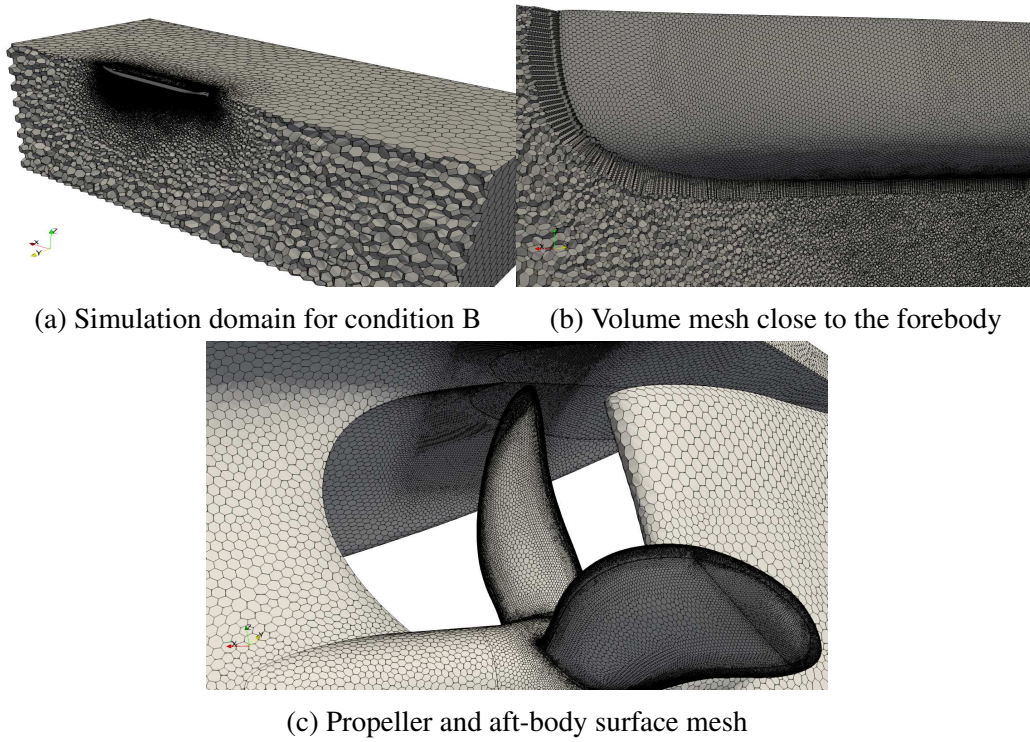 (a) Simulation domain for condition B
(b) Volume mesh close to the forebody
(c) Propeller and aft-body surface mesh